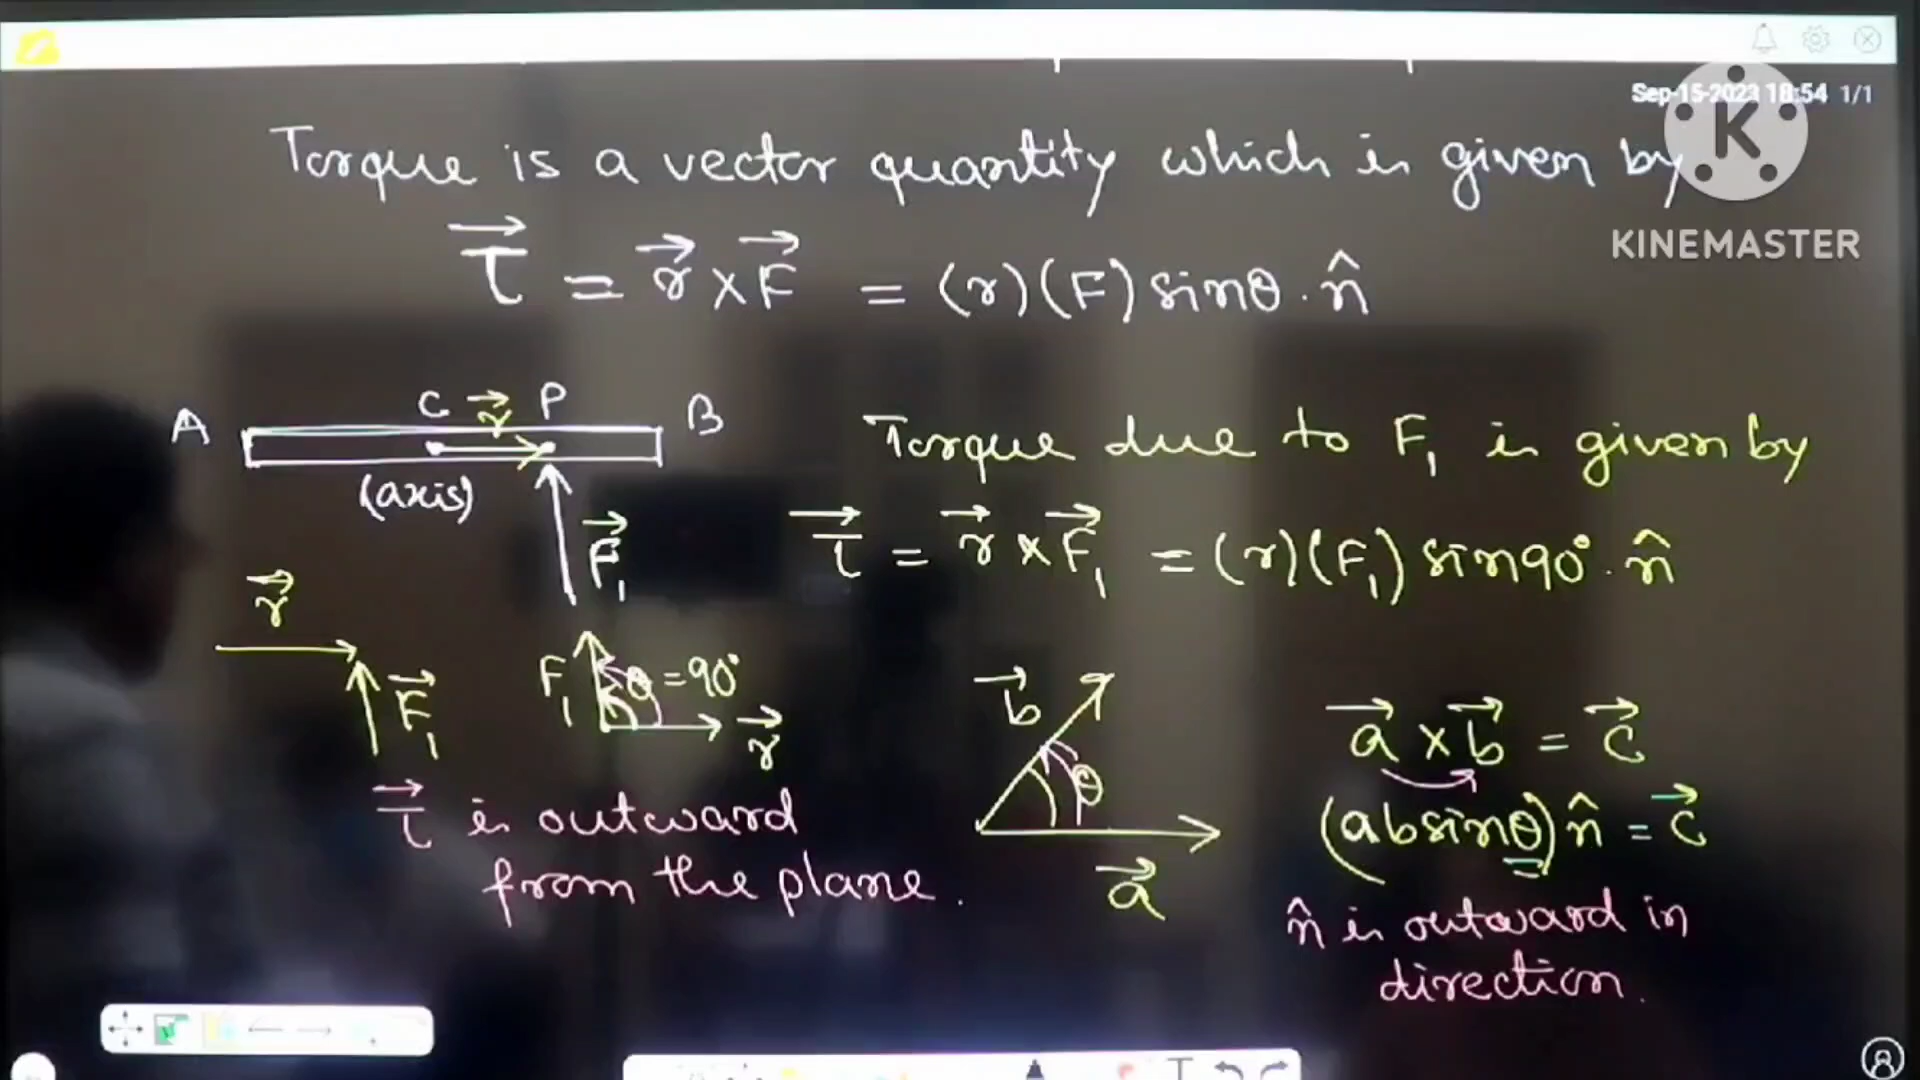 Sep-15-2023 18:54 1/1
Torque is a vector quantity which is given by
KINEMASTER
τ⃗ = r⃗ × F⃗ = (r)(F) sinθ . n̂
A C r⃗ P B
(axis)
F⃗₁
Torque due to F₁ is given by
τ⃗ = r⃗ × F⃗₁ = (r)(F₁) sin90° . n̂
r⃗
F⃗₁
F₁ θ = 90°
r⃗
τ⃗ is outward
from the plane.
b⃗
θ
a⃗
a⃗ × b⃗ = c⃗
(absinθ) n̂ = c⃗
n̂ is outward in
direction.